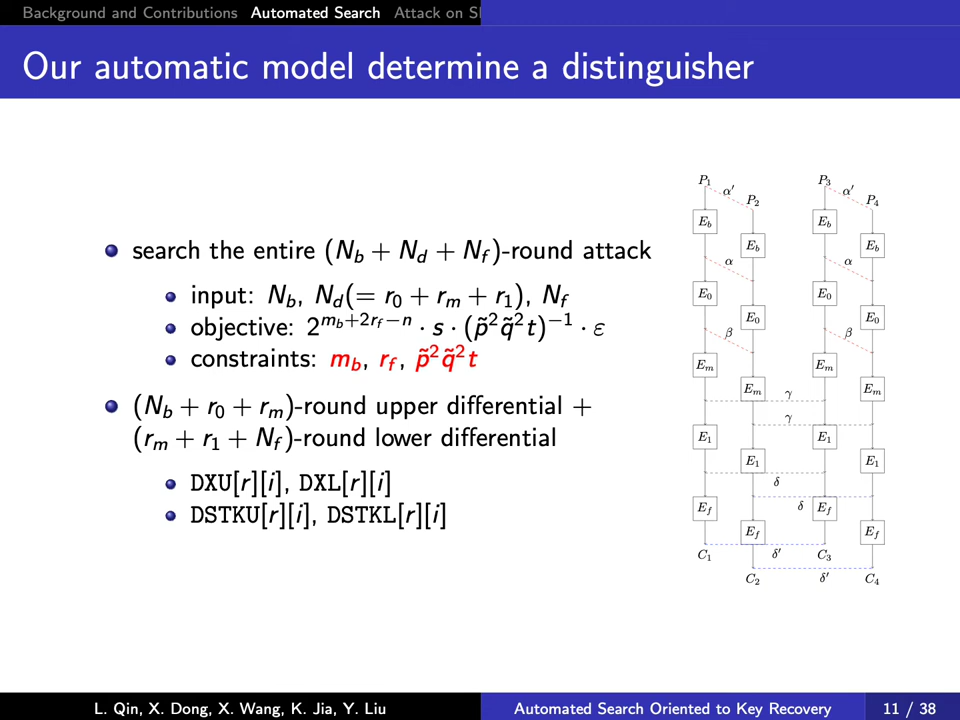 Background and Contributions Automated Search Attack on S
Our automatic model determine a distinguisher
search the entire (N_b + N_d + N_f)-round attack
input: N_b, N_d(= r_0 + r_m + r_1), N_f
objective: 2^{m_b+2r_f−n} · s · (p̃²q̃²t)^{−1} · ε
constraints: m_b, r_f, p̃²q̃²t
(N_b + r_0 + r_m)-round upper differential +
(r_m + r_1 + N_f)-round lower differential
DXU[r][i], DXL[r][i]
DSTKU[r][i], DSTKL[r][i]
P_1 P_3
α′ α′
P_2 P_4
E_b E_b
E_b E_b
α α
E_0 E_0
E_0 E_0
β β
E_m E_m
E_m E_m
γ
γ
E_1 E_1
E_1 E_1
δ
E_f δ E_f
E_f E_f
C_1 δ′ C_3
C_2 δ′ C_4
L. Qin, X. Dong, X. Wang, K. Jia, Y. Liu Automated Search Oriented to Key Recovery 11 / 38